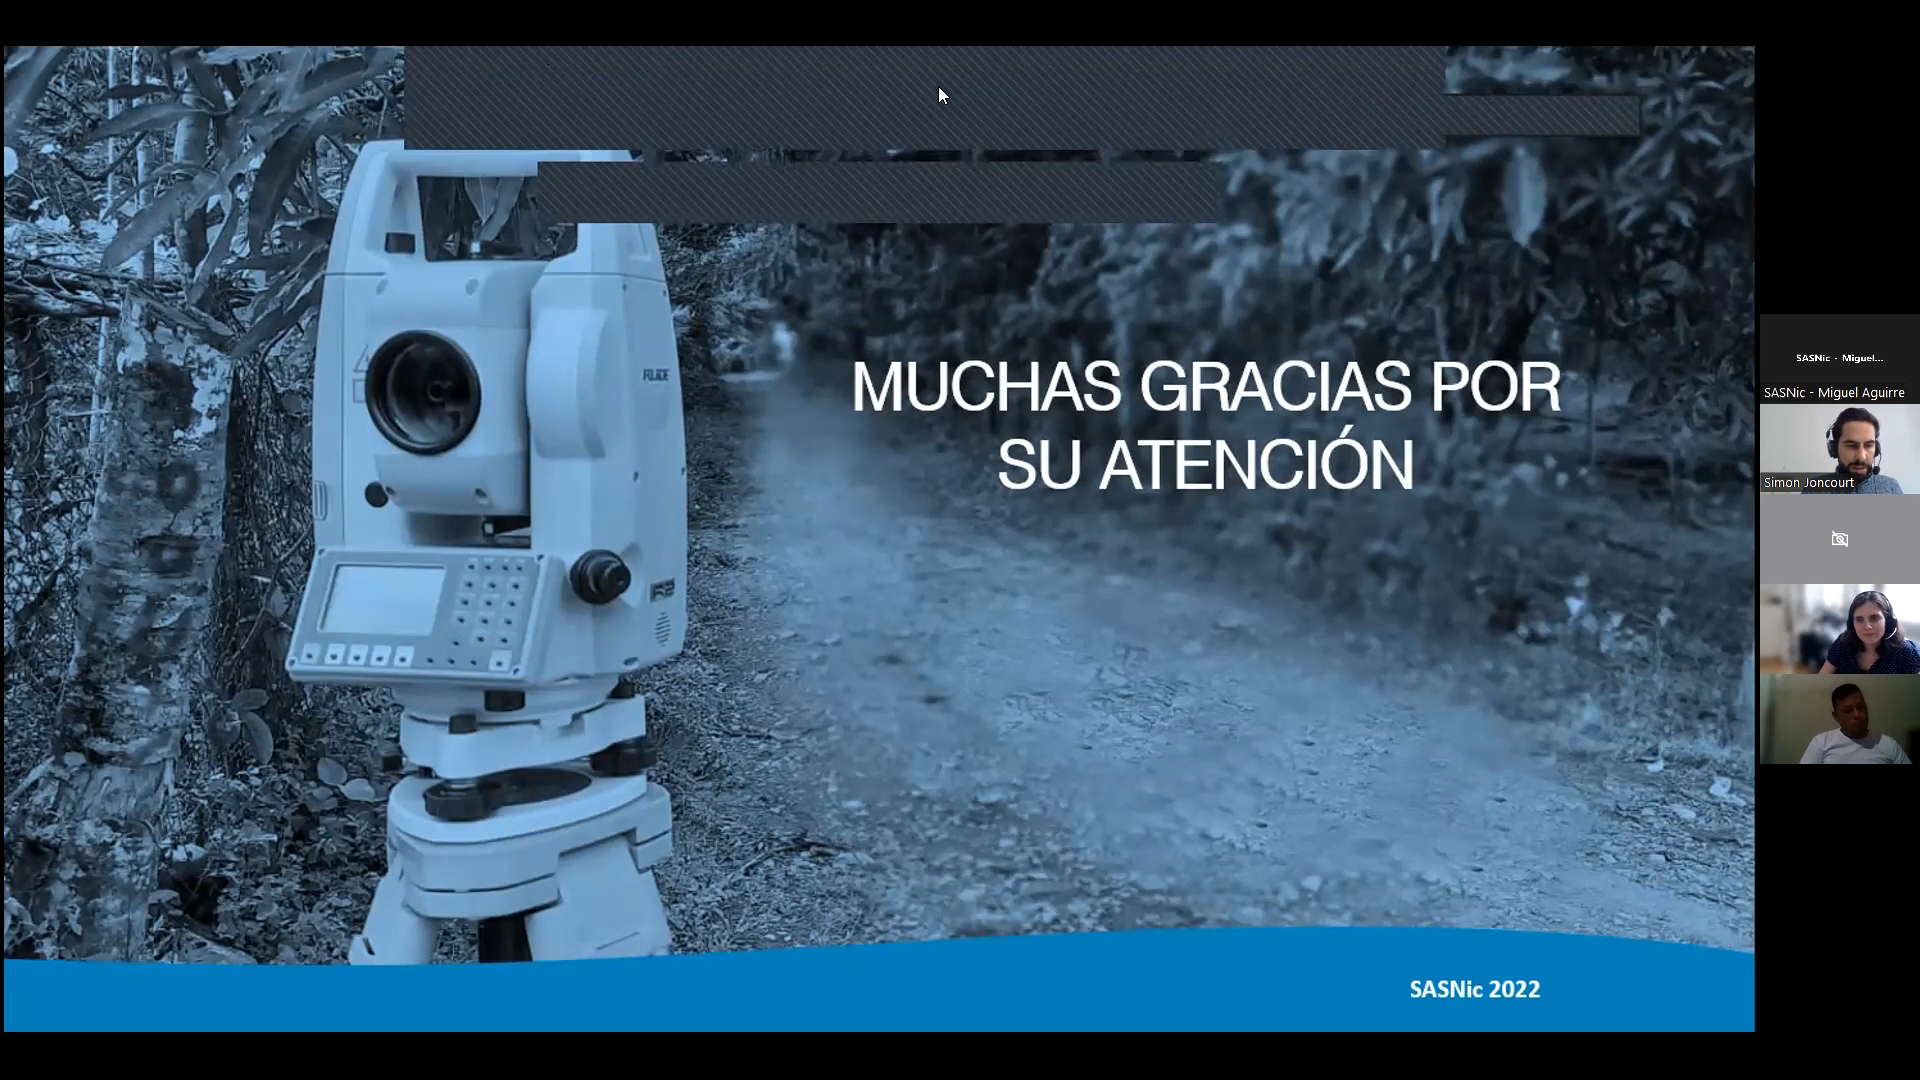 MUCHAS GRACIAS POR
SU ATENCIÓN
SASNic 2022
SASNic - Miguel...
SASNic - Miguel Aguirre
Simon Joncourt